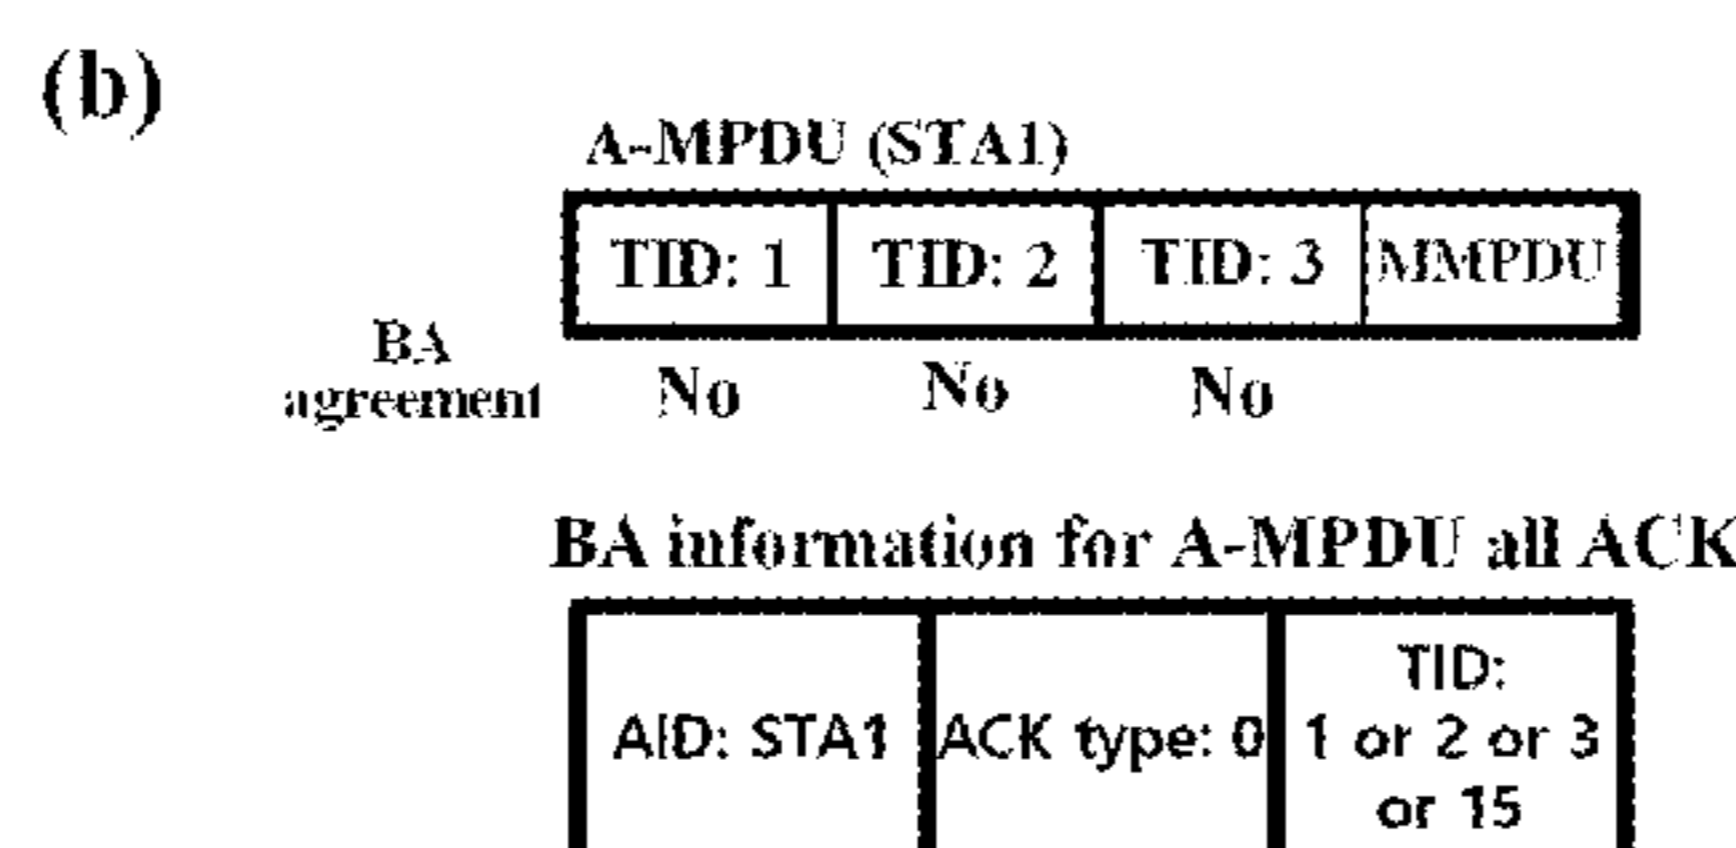 (b)
A-MPDU (STA1)
TID: 1 TID: 2 TID: 3 MMPDU
BA
agreement No No No
BA information for A-MPDU all ACK
AID: STA1 ACK type: 0 TID:
1 or 2 or 3
or 15